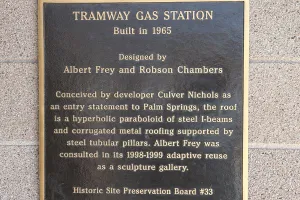 TRAMWAY GAS STATION
Built in 1965
Designed by
Albert Frey and Robson Chambers
Conceived by developer Culver Nichols as
an entry statement to Palm Springs, the roof
is a hyperbolic paraboloid of steel I-beams
and corrugated metal roofing supported by
steel tubular pillars. Albert Frey was
consulted in its 1998-1999 adaptive reuse
as a sculpture gallery.
Historic Site Preservation Board #33